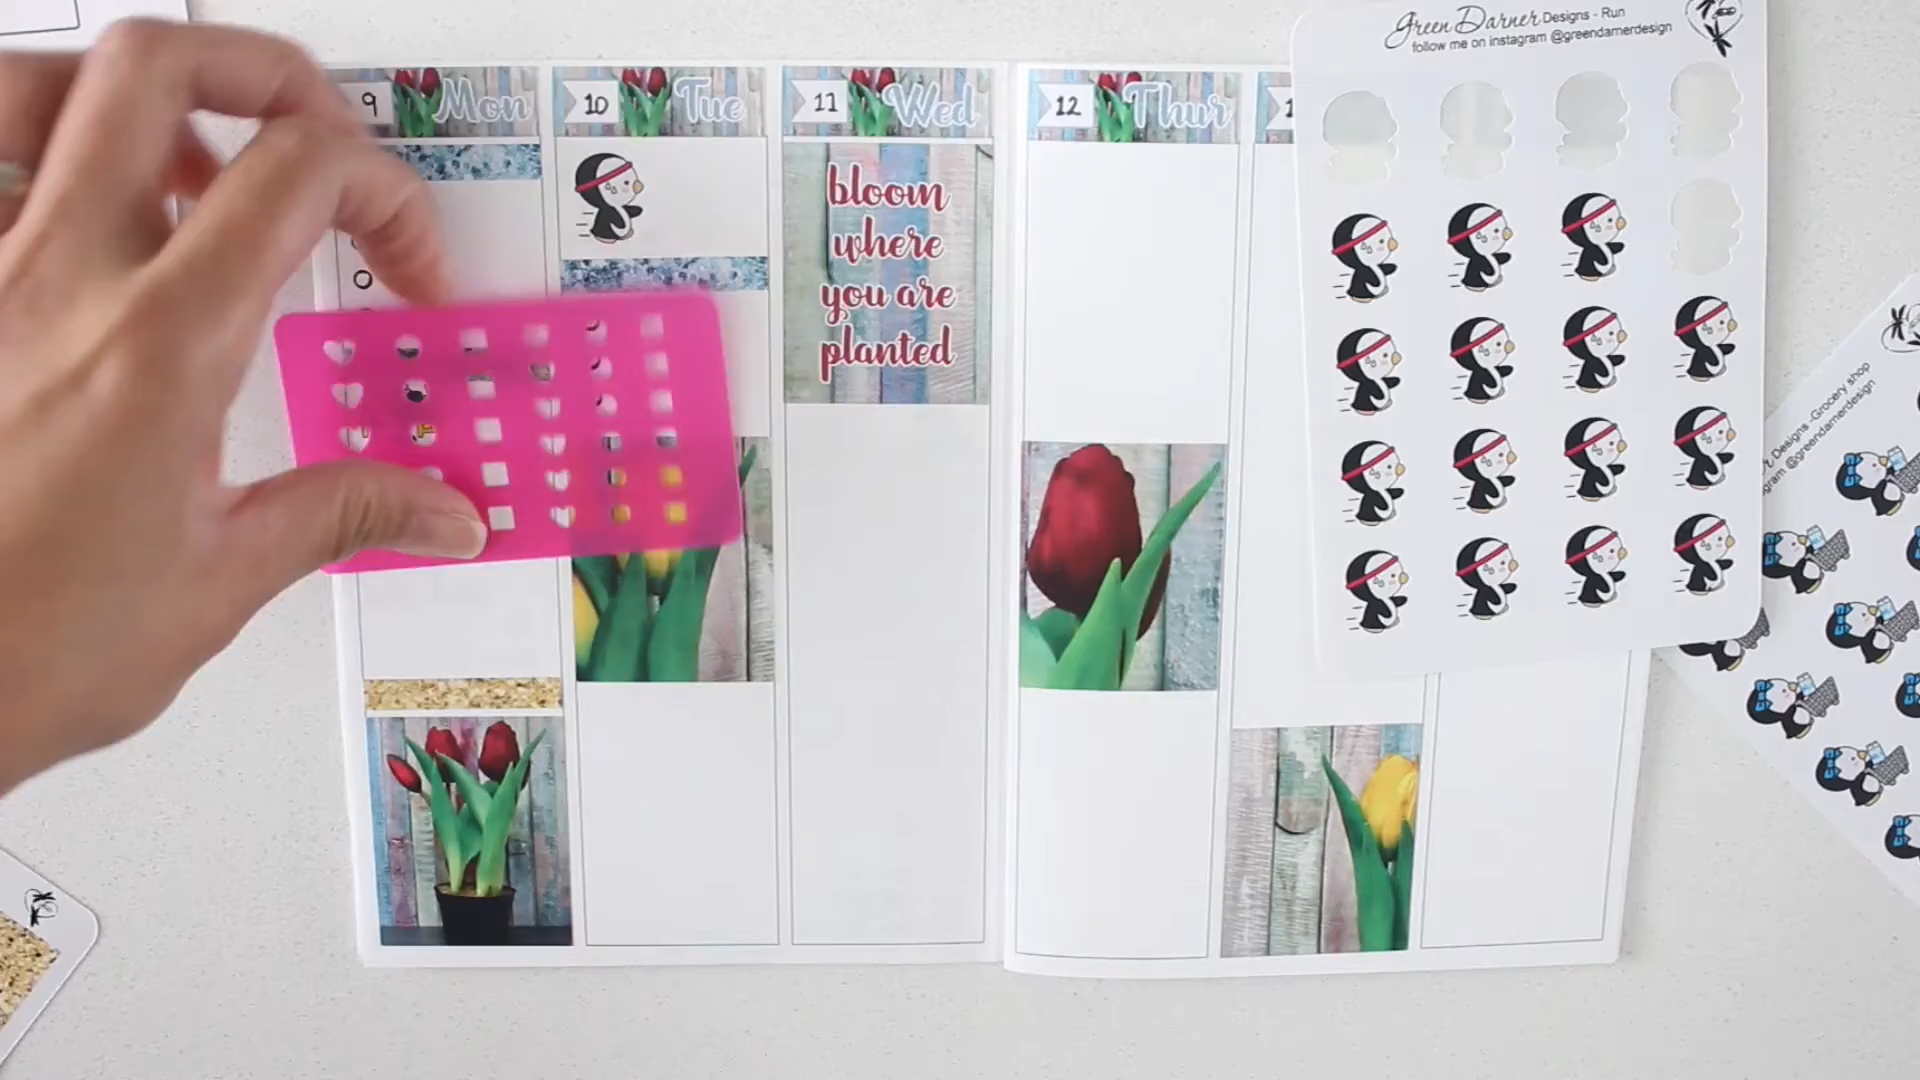 Green Darner Designs - Run
follow me on instagram @greendarnerdesign
9 Mon
10 Tue
11 Wed
12 Thur
1
bloom
where
you are
planted
Designs -Grocery shop
@greendarnerdesign